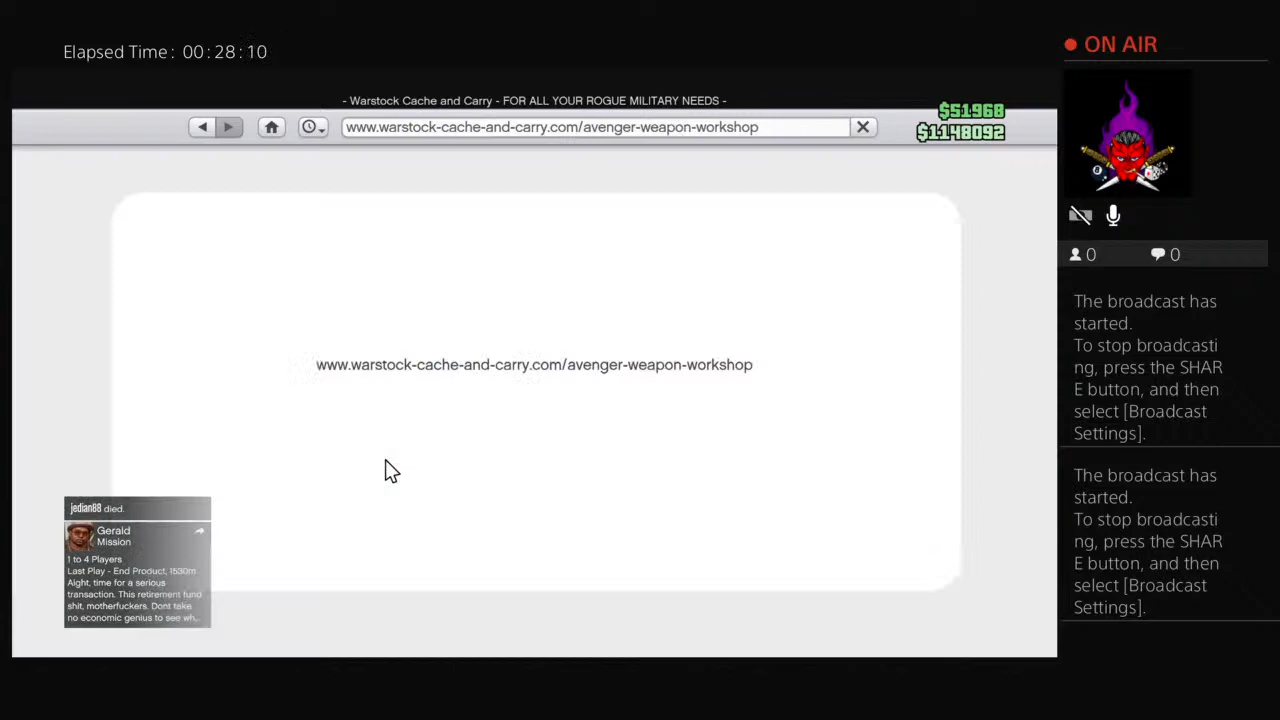 Elapsed Time: 00:28:10
ON AIR
- Warstock Cache and Carry - FOR ALL YOUR ROGUE MILITARY NEEDS -
$51968
www.warstock-cache-and-carry.com/avenger-weapon-workshop
$1148092
0 0
www.warstock-cache-and-carry.com/avenger-weapon-workshop
jedian88 died.
Gerald
Mission
1 to 4 Players
Last Play - End Product, 1530m
Aight, time for a serious
transaction. This retirement fund
shit, motherfuckers. Dont take
no economic genius to see wh...
The broadcast has
started.
To stop broadcasti
ng, press the SHAR
E button, and then
select [Broadcast
Settings].
The broadcast has
started.
To stop broadcasti
ng, press the SHAR
E button, and then
select [Broadcast
Settings].